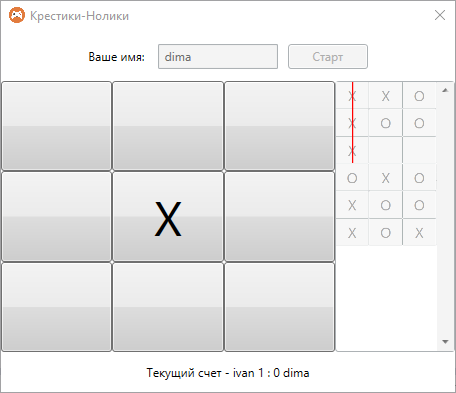 Крестики-Нолики
Ваше имя: dima Старт
X X O
X O O
X
X
O X O
X O O
X O X
Текущий счет - ivan 1 : 0 dima